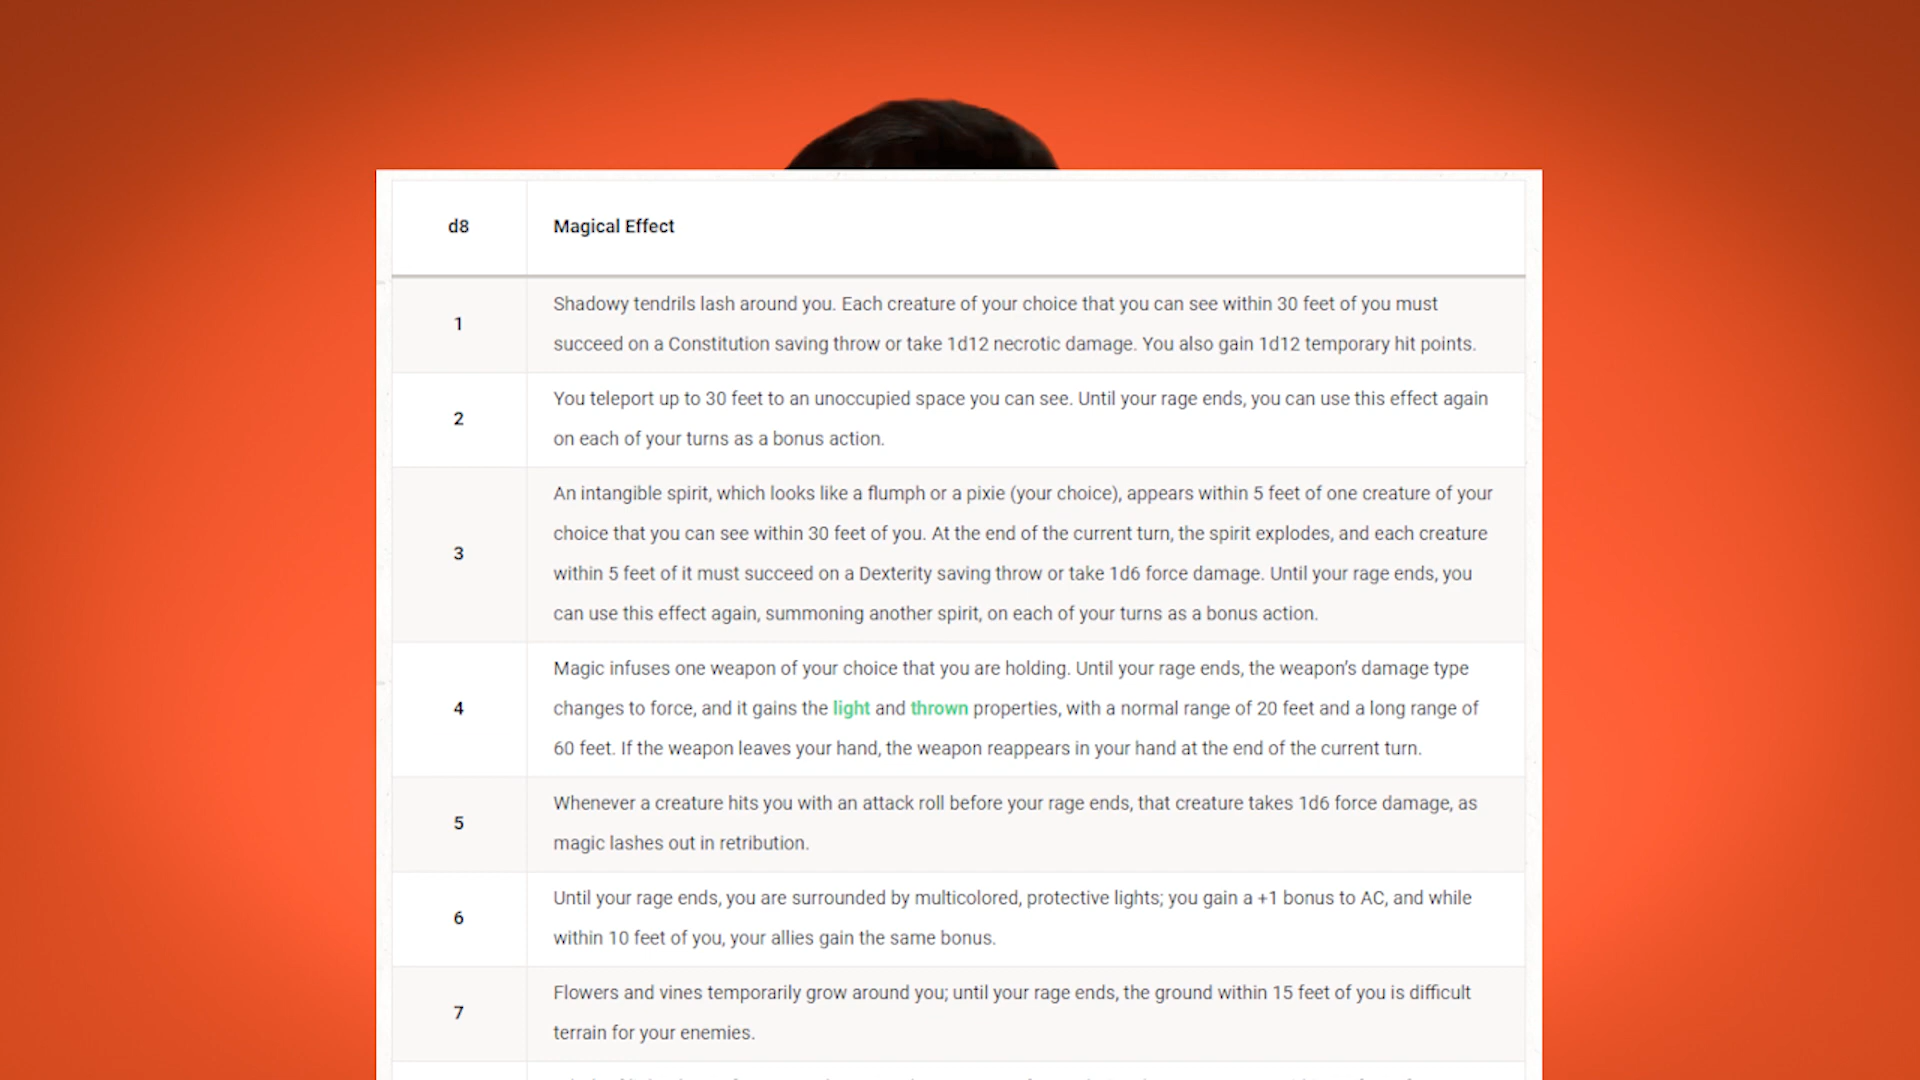 d8
Magical Effect
1
Shadowy tendrils lash around you. Each creature of your choice that you can see within 30 feet of you must
succeed on a Constitution saving throw or take 1d12 necrotic damage. You also gain 1d12 temporary hit points.
2
You teleport up to 30 feet to an unoccupied space you can see. Until your rage ends, you can use this effect again
on each of your turns as a bonus action.
3
An intangible spirit, which looks like a flumph or a pixie (your choice), appears within 5 feet of one creature of your
choice that you can see within 30 feet of you. At the end of the current turn, the spirit explodes, and each creature
within 5 feet of it must succeed on a Dexterity saving throw or take 1d6 force damage. Until your rage ends, you
can use this effect again, summoning another spirit, on each of your turns as a bonus action.
4
Magic infuses one weapon of your choice that you are holding. Until your rage ends, the weapon's damage type
changes to force, and it gains the light and thrown properties, with a normal range of 20 feet and a long range of
60 feet. If the weapon leaves your hand, the weapon reappears in your hand at the end of the current turn.
5
Whenever a creature hits you with an attack roll before your rage ends, that creature takes 1d6 force damage, as
magic lashes out in retribution.
6
Until your rage ends, you are surrounded by multicolored, protective lights; you gain a +1 bonus to AC, and while
within 10 feet of you, your allies gain the same bonus.
7
Flowers and vines temporarily grow around you; until your rage ends, the ground within 15 feet of you is difficult
terrain for your enemies.